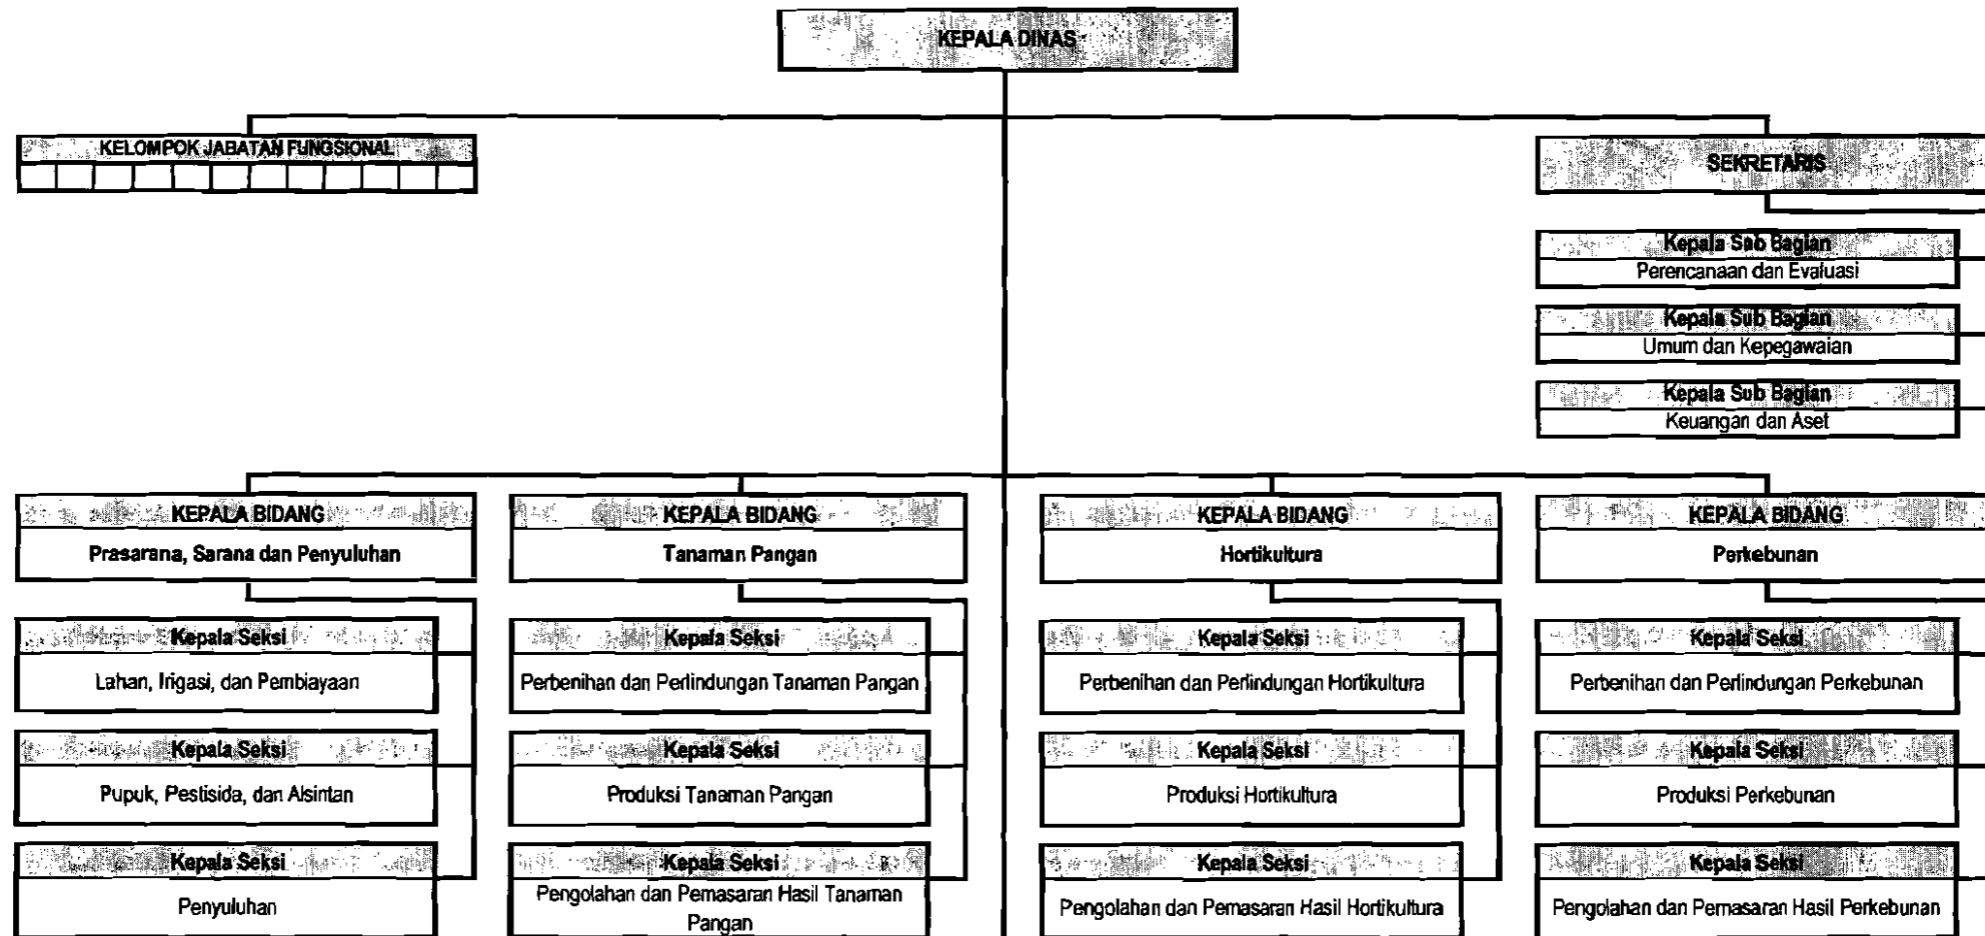 KEPALA DINAS
KELOMPOK JABATAN FUNGSIONAL
SEKRETARIS
Kepala Sub Bagian
Perencanaan dan Evaluasi
Kepala Sub Bagian
Umum dan Kepegawaian
Kepala Sub Bagian
Keuangan dan Aset
KEPALA BIDANG
Prasarana, Sarana dan Penyuluhan
Kepala Seksi
Lahan, Irigasi, dan Pembiayaan
Kepala Seksi
Pupuk, Pestisida, dan Alsintan
Kepala Seksi
Penyuluhan
KEPALA BIDANG
Tanaman Pangan
Kepala Seksi
Perbenihan dan Perlindungan Tanaman Pangan
Kepala Seksi
Produksi Tanaman Pangan
Kepala Seksi
Pengolahan dan Pemasaran Hasil Tanaman
Pangan
KEPALA BIDANG
Hortikultura
Kepala Seksi
Perbenihan dan Perlindungan Hortikultura
Kepala Seksi
Produksi Hortikultura
Kepala Seksi
Pengolahan dan Pemasaran Hasil Hortikultura
KEPALA BIDANG
Perkebunan
Kepala Seksi
Perbenihan dan Perlindungan Perkebunan
Kepala Seksi
Produksi Perkebunan
Kepala Seksi
Pengolahan dan Pemasaran Hasil Perkebunan